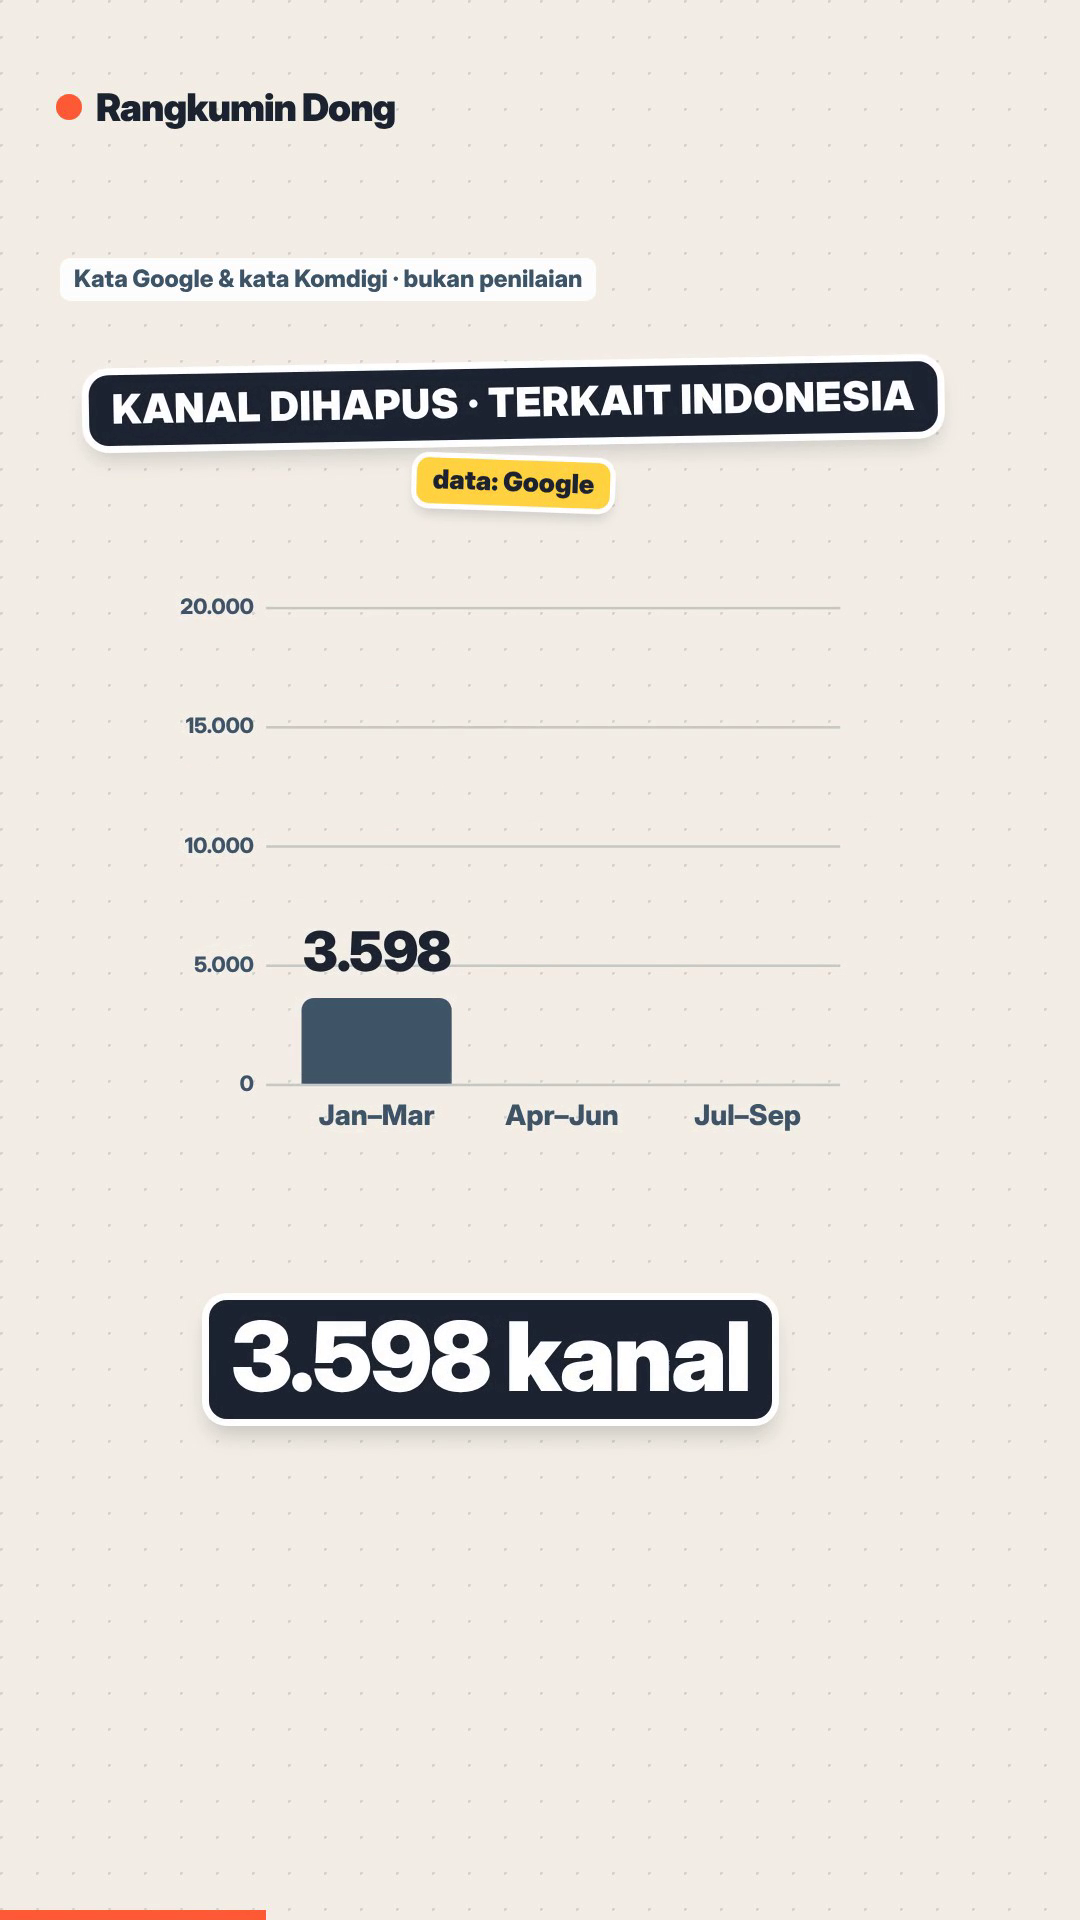 Rangkumin Dong
Kata Google & kata Komdigi · bukan penilaian
KANAL DIHAPUS · TERKAIT INDONESIA
data: Google
20.000
15.000
10.000
3.598
5.000
0
Jan–Mar Apr–Jun Jul–Sep
3.598 kanal